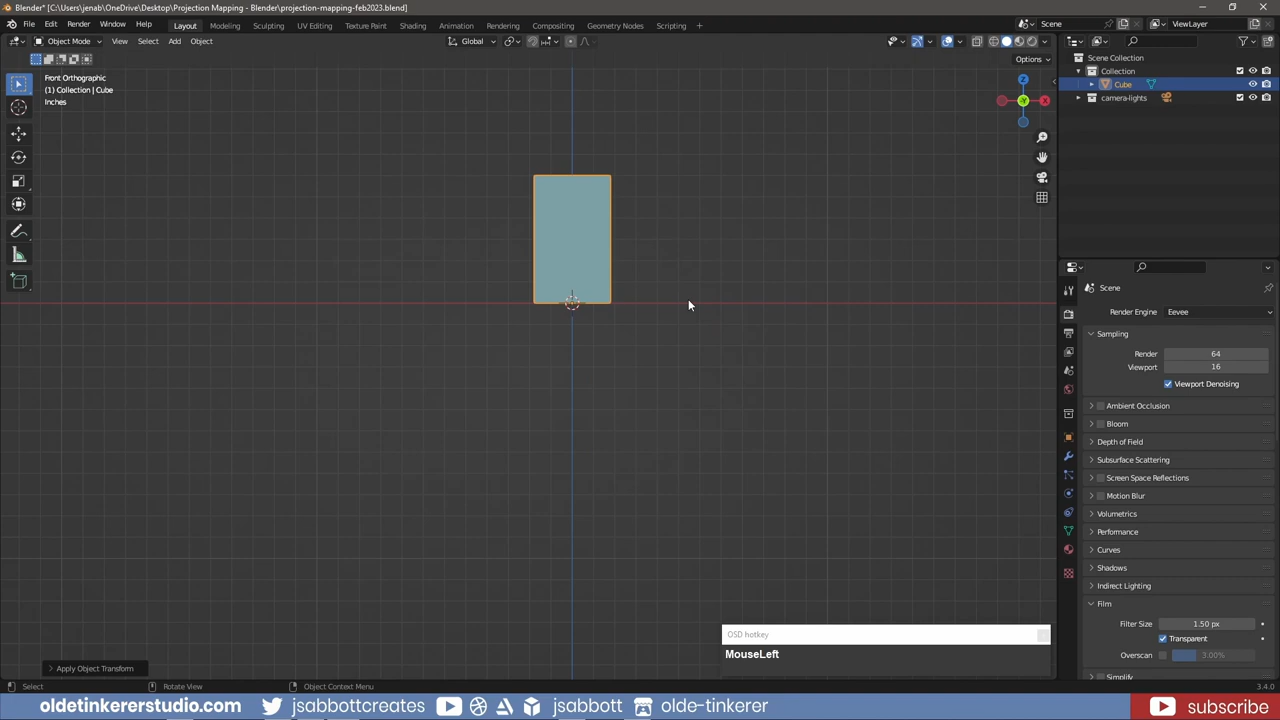 Blender* [C:\Users\jenab\OneDrive\Desktop\Projection Mapping\projection-mapping-feb2023.blend]
File Edit Render Window Help Layout Modeling Sculpting UV Editing Texture Paint Shading Animation Rendering Compositing Geometry Nodes Scripting + Scene ViewLayer
Object Mode View Select Add Object Global
Options
Front Orthographic
(1) Collection | Cube
Inches
Z
Y
X
Scene Collection
Collection
Cube
camera-lights
Scene
Render Engine Eevee
Sampling
Render 64
Viewport 16
Viewport Denoising
Ambient Occlusion
Bloom
Depth of Field
Subsurface Scattering
Screen Space Reflections
Motion Blur
Volumetrics
Performance
Curves
Shadows
Indirect Lighting
Film
Filter Size 1.50 px
Transparent
Overscan 3.00%
Simplify
OSD hotkey
MouseLeft
Apply Object Transform
Select Rotate View Object Context Menu 3.4.0
oldetinkererstudio.com jsabbottcreates jsabbott olde-tinkerer subscribe